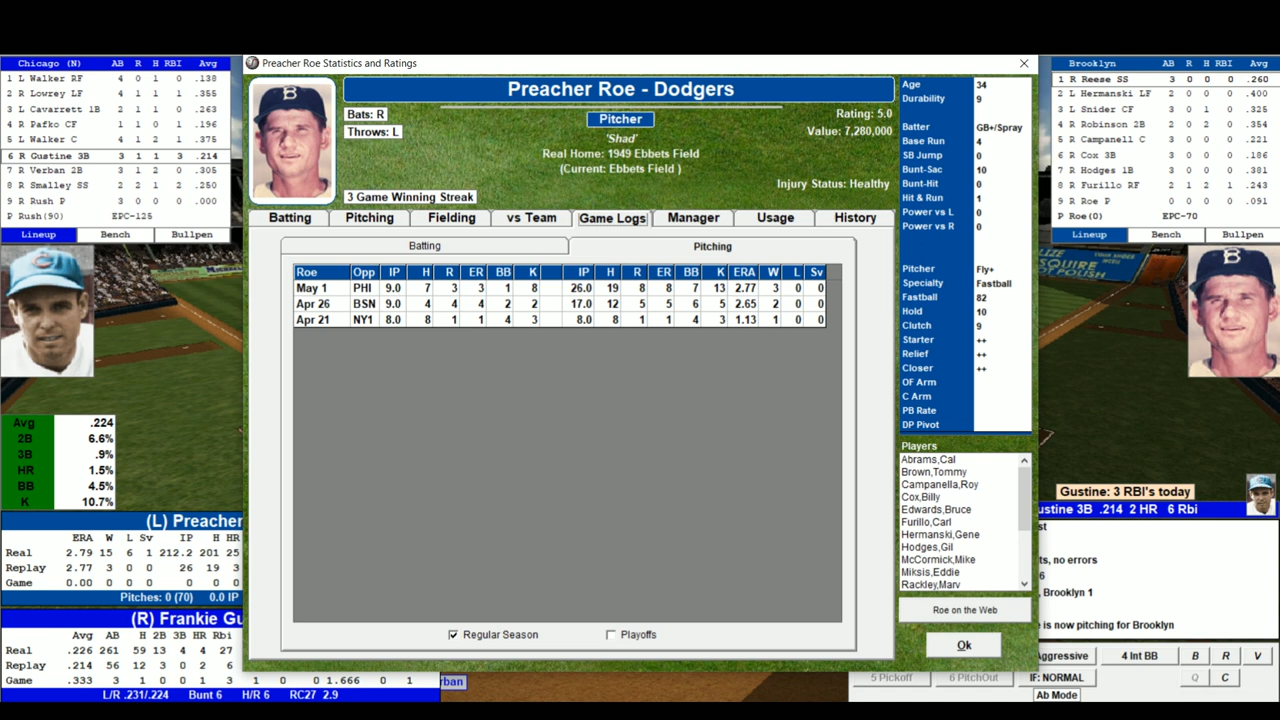 Preacher Roe Statistics and Ratings
Chicago (N) AB R H RBI Avg
1 L Walker RF 4 0 1 0 .138
2 R Lowrey LF 4 1 1 1 .355
3 L Cavarrett 1B 2 1 1 0 .263
4 R Pafko CF 1 1 0 1 .196
5 L Walker C 4 1 2 1 .375
6 R Gustine 3B 3 1 1 3 .214
7 R Verban 2B 3 1 2 0 .305
8 R Smalley SS 2 2 1 2 .250
9 R Rush P 3 0 0 0 .000
P Rush(90) EPC-125
Lineup Bench Bullpen
Preacher Roe - Dodgers
Bats: R
Throws: L
Pitcher
'Shad'
Real Home: 1949 Ebbets Field
(Current: Ebbets Field )
Rating: 5.0
Value: 7,280,000
Injury Status: Healthy
3 Game Winning Streak
Batting Pitching Fielding vs Team Game Logs Manager Usage History
Batting Pitching
Roe Opp IP H R ER BB K IP H R ER BB K ERA W L Sv
May 1 PHI 9.0 7 3 3 1 8 26.0 19 8 8 7 13 2.77 3 0 0
Apr 26 BSN 9.0 4 4 4 2 2 17.0 12 5 5 6 5 2.65 2 0 0
Apr 21 NY1 8.0 8 1 1 4 3 8.0 8 1 1 4 3 1.13 1 0 0
Regular Season Playoffs
Age 34
Durability 9
Batter GB+/Spray
Base Run 4
SB Jump 0
Bunt-Sac 10
Bunt-Hit 0
Hit & Run 1
Power vs L 0
Power vs R 0
Pitcher Fly+
Specialty Fastball
Fastball 82
Hold 10
Clutch 9
Starter ++
Relief ++
Closer ++
OF Arm
C Arm
PB Rate
DP Pivot
Players
Abrams,Cal
Brown,Tommy
Campanella,Roy
Cox,Billy
Edwards,Bruce
Furillo,Carl
Hermanski,Gene
Hodges,Gil
McCormick,Mike
Miksis,Eddie
Rackley,Marv
Roe on the Web
Ok
Brooklyn AB R H RBI Avg
1 R Reese SS 3 0 0 0 .260
2 L Hermanski LF 2 0 0 0 .400
3 L Snider CF 3 0 1 0 .325
4 R Robinson 2B 2 0 2 0 .354
5 R Campanell C 3 0 0 0 .221
6 R Cox 3B 3 0 0 0 .186
7 R Hodges 1B 3 0 0 0 .381
8 R Furillo RF 2 1 2 1 .243
9 R Roe P 0 0 0 0 .091
P Roe(0) EPC-70
Lineup Bench Bullpen
Avg .224
2B 6.6%
3B .9%
HR 1.5%
BB 4.5%
K 10.7%
(L) Preacher
ERA W L Sv IP H HR
Real 2.79 15 6 1 212.2 201 25
Replay 2.77 3 0 0 26 19 3
Game 0.00 0 0 0 0 0 0
Pitches: 0 (70) 0.0 IP
(R) Frankie Gu
Avg AB H 2B 3B HR Rbi
Real .226 261 59 13 4 4 27
Replay .214 56 12 3 0 2 6
Game .333 3 1 0 0 1 3 1 0 0 1.666 0 1
L/R .231/.224 Bunt 6 H/R 6 RC27 2.9
rban
Gustine: 3 RBI's today
ustine 3B .214 2 HR 6 Rbi
st
ts, no errors
6
, Brooklyn 1
e is now pitching for Brooklyn
Aggressive 4 Int BB B R V
5 Pickoff 6 PitchOut IF: NORMAL Q C
Ab Mode